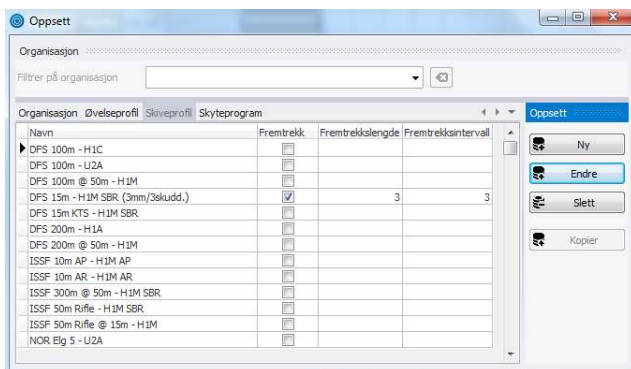 Oppsett
Organisasjon
Filtrer på organisasjon
Organisasjon Øvelseprofil Skiveprofil Skyteprogram
Oppsett
Navn Fremtrekk Fremtrekkslengde Fremtrekksintervall
DFS 100m - H1C
DFS 100m - U2A
DFS 100m @ 50m - H1M
DFS 15m - H1M SBR (3mm/3skudd.) 3 3
DFS 15m KTS - H1M SBR
DFS 200m - H1A
DFS 200m @ 50m - H1M
ISSF 10m AP - H1M AP
ISSF 10m AR - H1M AR
ISSF 300m @ 50m - H1M SBR
ISSF 50m Rifle - H1M SBR
ISSF 50m Rifle @ 15m - H1M
NOR Elg 5 - U2A
Ny
Endre
Slett
Kopier